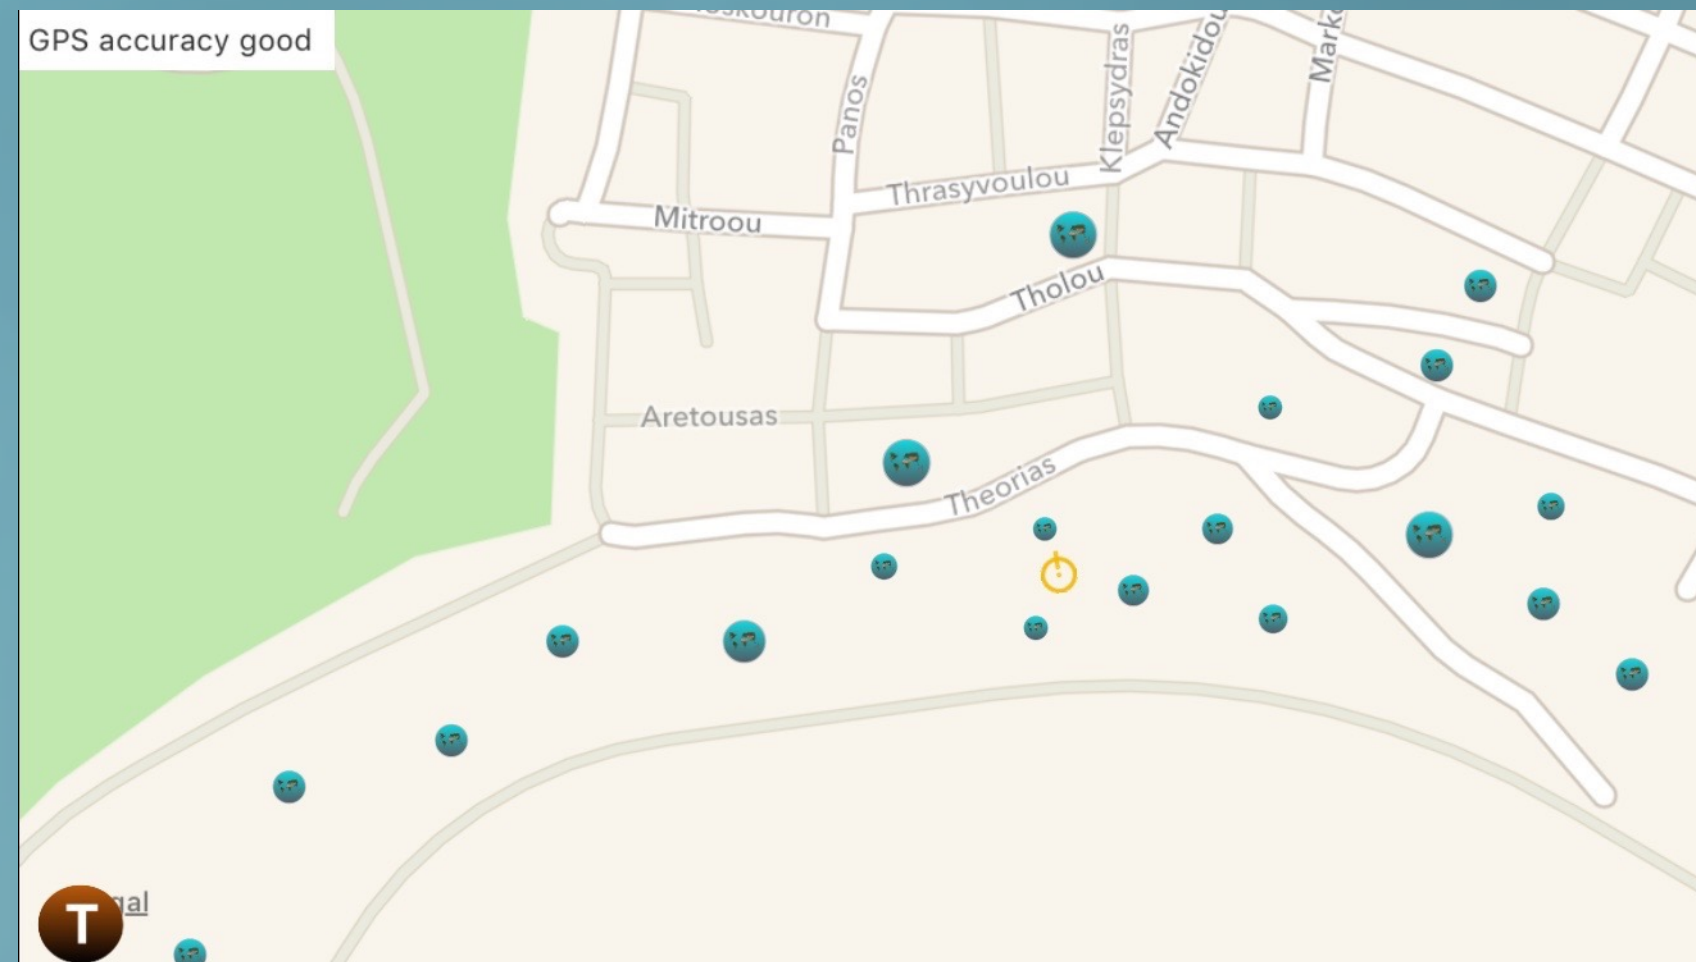 GPS accuracy good
Panos
Klepsydras
Andokidou
Thrasyvoulou
Mitroou
Tholou
Aretousas
Theorias
T